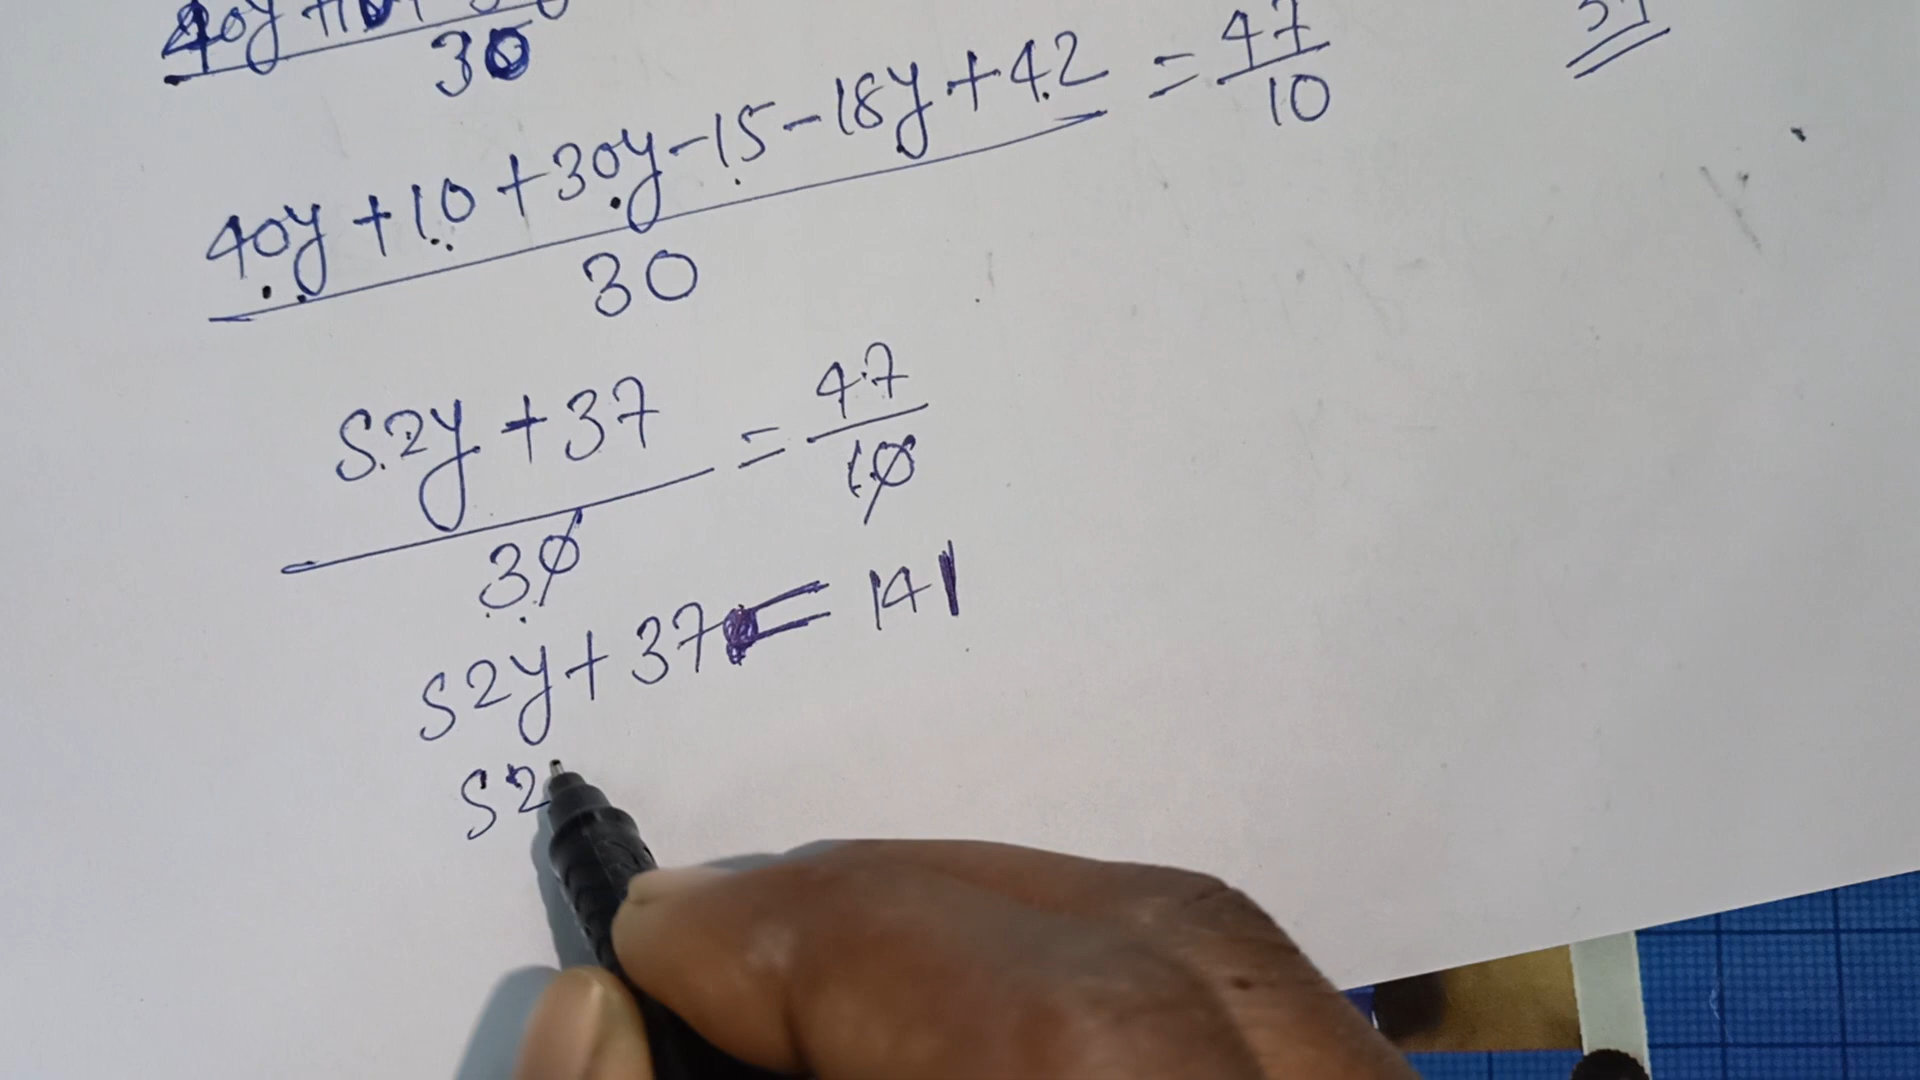 30
40y + 10 + 30y - 15 - 18y + 42 = 47/10
30
52y + 37 = 47/10
30
52y + 37 = 141
52